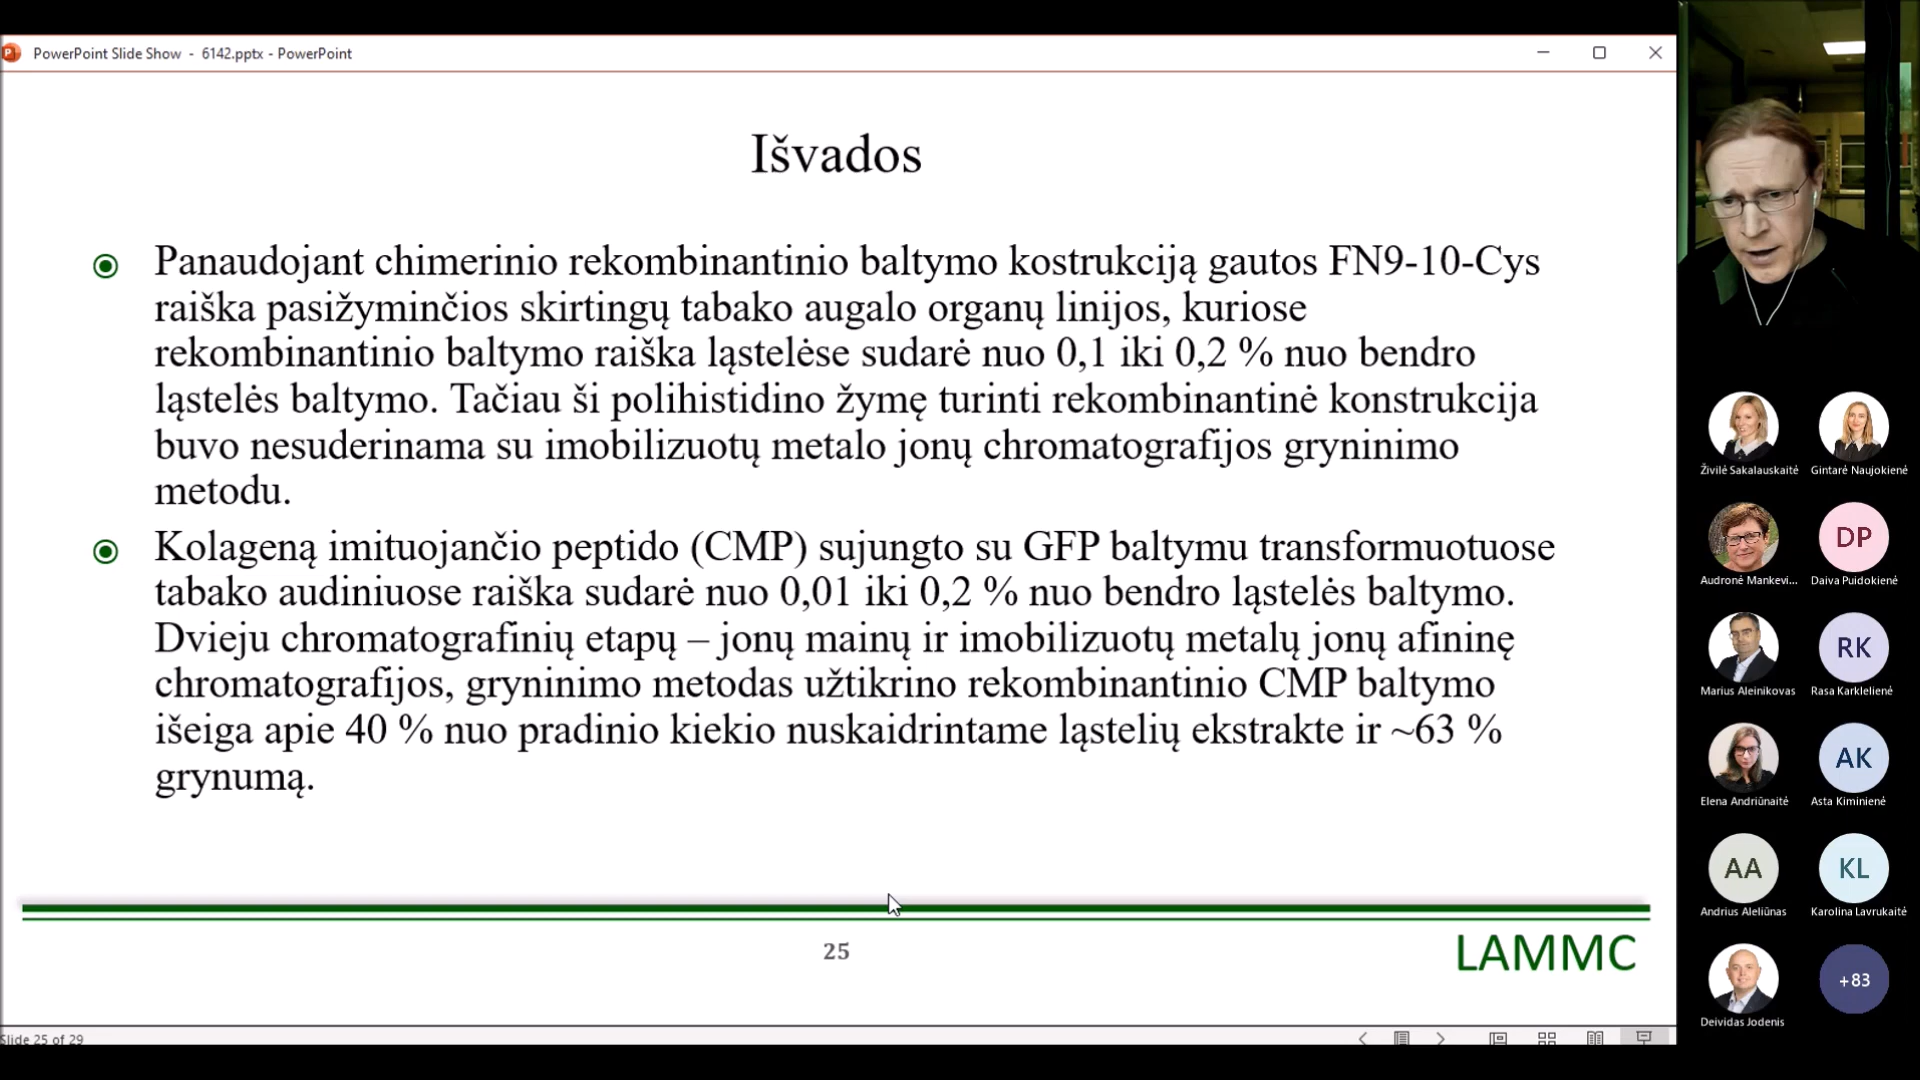 PowerPoint Slide Show - 6142.pptx - PowerPoint
Išvados
Panaudojant chimerinio rekombinantinio baltymo kostrukciją gautos FN9-10-Cys
raiška pasižyminčios skirtingų tabako augalo organų linijos, kuriose
rekombinantinio baltymo raiška ląstelėse sudarė nuo 0,1 iki 0,2 % nuo bendro
ląstelės baltymo. Tačiau ši polihistidino žymę turinti rekombinantinė konstrukcija
buvo nesuderinama su imobilizuotų metalo jonų chromatografijos gryninimo
metodu.
Kolageną imituojančio peptido (CMP) sujungto su GFP baltymu transformuotuose
tabako audiniuose raiška sudarė nuo 0,01 iki 0,2 % nuo bendro ląstelės baltymo.
Dvieju chromatografinių etapų – jonų mainų ir imobilizuotų metalų jonų afininę
chromatografijos, gryninimo metodas užtikrino rekombinantinio CMP baltymo
išeiga apie 40 % nuo pradinio kiekio nuskaidrintame ląstelių ekstrakte ir ~63 %
grynumą.
25
LAMMC
Slide 25 of 29
Živilė Sakalauskaitė
Gintarė Naujokienė
Audronė Mankevi...
DP
Daiva Puidokienė
Marius Aleinikovas
RK
Rasa Karklelienė
Elena Andriūnaitė
AK
Asta Kiminienė
AA
Andrius Aleliūnas
KL
Karolina Lavrukaitė
Deividas Jodenis
+83